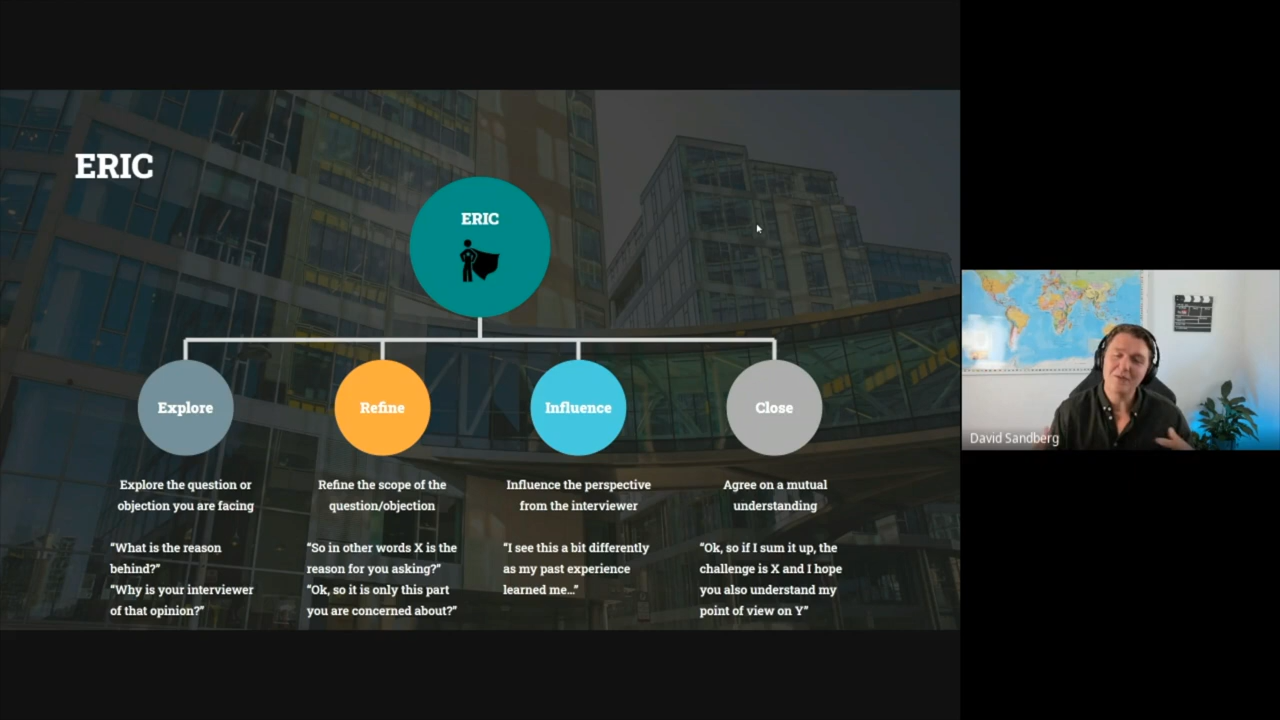 ERIC
ERIC
Explore
Refine
Influence
Close
Explore the question or
objection you are facing
Refine the scope of the
question/objection
Influence the perspective
from the interviewer
Agree on a mutual
understanding
“What is the reason
behind?”
“Why is your interviewer
of that opinion?”
“So in other words X is the
reason for you asking?”
“Ok, so it is only this part
you are concerned about?”
“I see this a bit differently
as my past experience
learned me...”
“Ok, so if I sum it up, the
challenge is X and I hope
you also understand my
point of view on Y”
David Sandberg